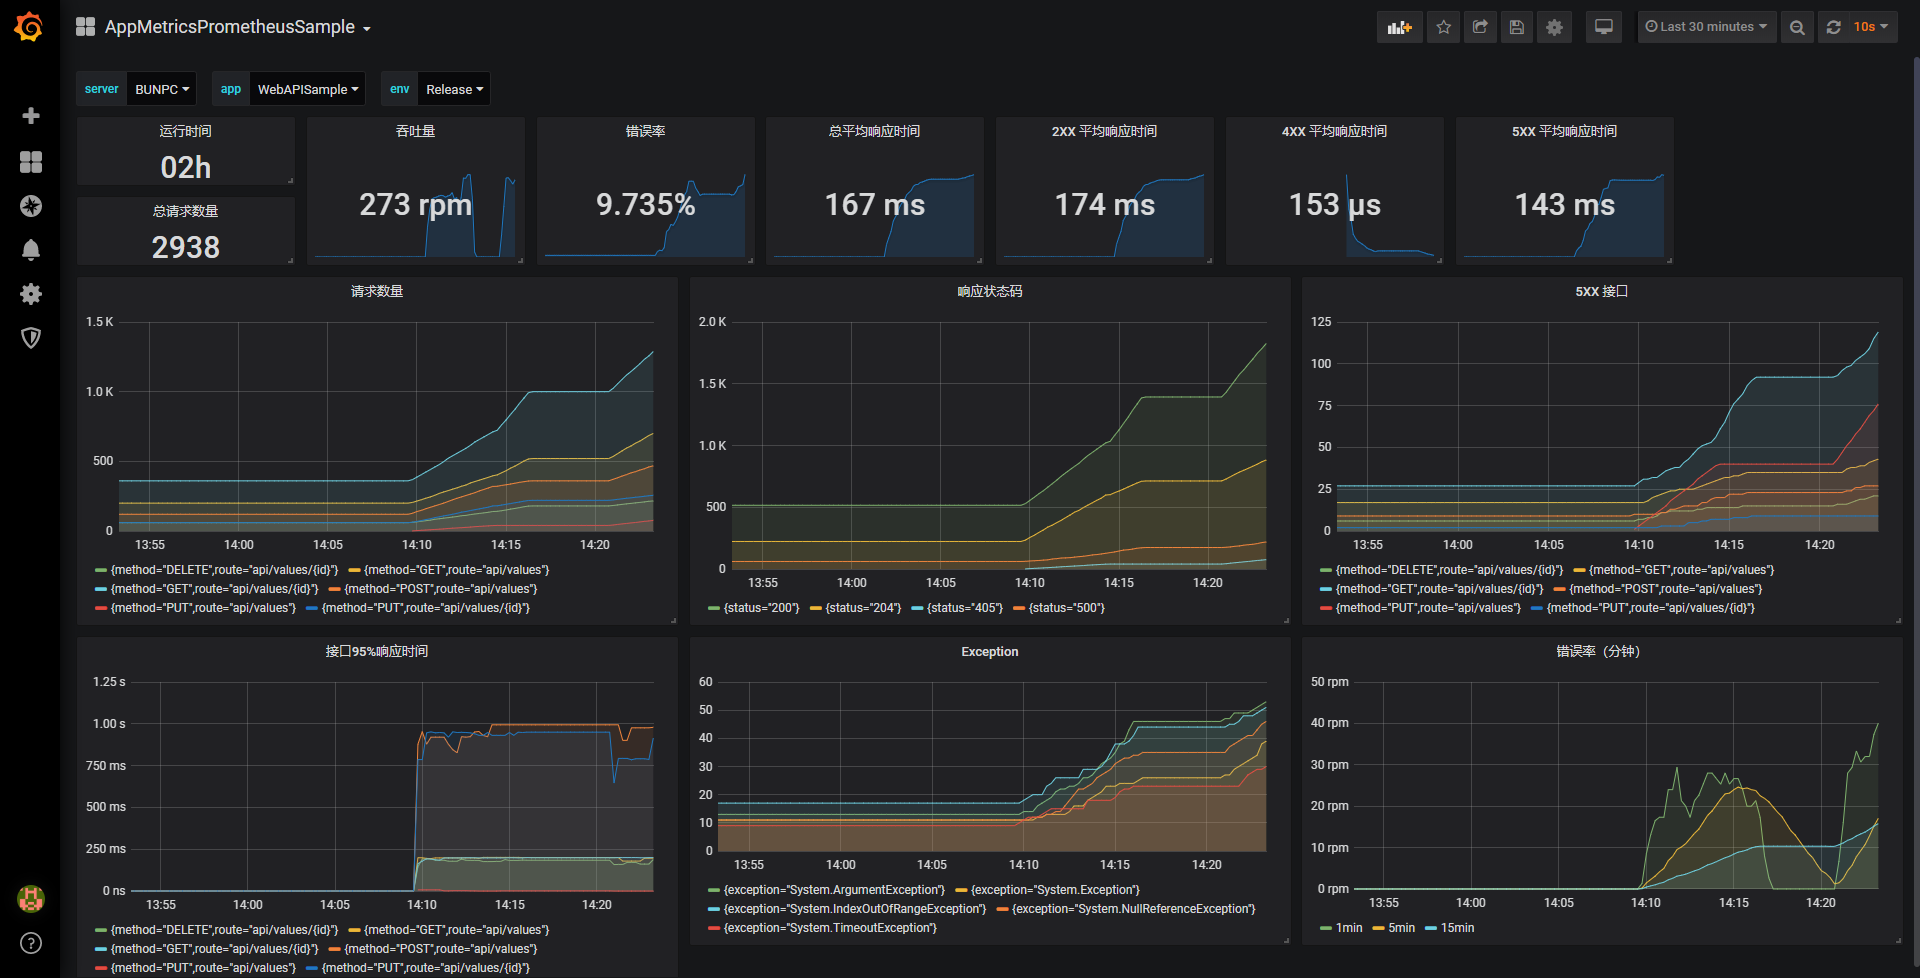 AppMetricsPrometheusSample
Last 30 minutes
10s
server BUNPC app WebAPISample env Release
运行时间
02h
总请求数量
2938
吞吐量
273 rpm
错误率
9.735%
总平均响应时间
167 ms
2XX 平均响应时间
174 ms
4XX 平均响应时间
153 µs
5XX 平均响应时间
143 ms
请求数量
1.5 K
1.0 K
500
0
13:55 14:00 14:05 14:10 14:15 14:20
{method="DELETE",route="api/values/{id}"} {method="GET",route="api/values"}
{method="GET",route="api/values/{id}"} {method="POST",route="api/values"}
{method="PUT",route="api/values"} {method="PUT",route="api/values/{id}"}
响应状态码
2.0 K
1.5 K
1.0 K
500
0
13:55 14:00 14:05 14:10 14:15 14:20
{status="200"} {status="204"} {status="405"} {status="500"}
5XX 接口
125
100
75
50
25
0
13:55 14:00 14:05 14:10 14:15 14:20
{method="DELETE",route="api/values/{id}"} {method="GET",route="api/values"}
{method="GET",route="api/values/{id}"} {method="POST",route="api/values"}
{method="PUT",route="api/values"} {method="PUT",route="api/values/{id}"}
接口95%响应时间
1.25 s
1.00 s
750 ms
500 ms
250 ms
0 ns
13:55 14:00 14:05 14:10 14:15 14:20
{method="DELETE",route="api/values/{id}"} {method="GET",route="api/values"}
{method="GET",route="api/values/{id}"} {method="POST",route="api/values"}
{method="PUT",route="api/values"} {method="PUT",route="api/values/{id}"}
Exception
60
50
40
30
20
10
0
13:55 14:00 14:05 14:10 14:15 14:20
{exception="System.ArgumentException"} {exception="System.Exception"}
{exception="System.IndexOutOfRangeException"} {exception="System.NullReferenceException"}
{exception="System.TimeoutException"}
错误率（分钟）
50 rpm
40 rpm
30 rpm
20 rpm
10 rpm
0 rpm
13:55 14:00 14:05 14:10 14:15 14:20
1min 5min 15min